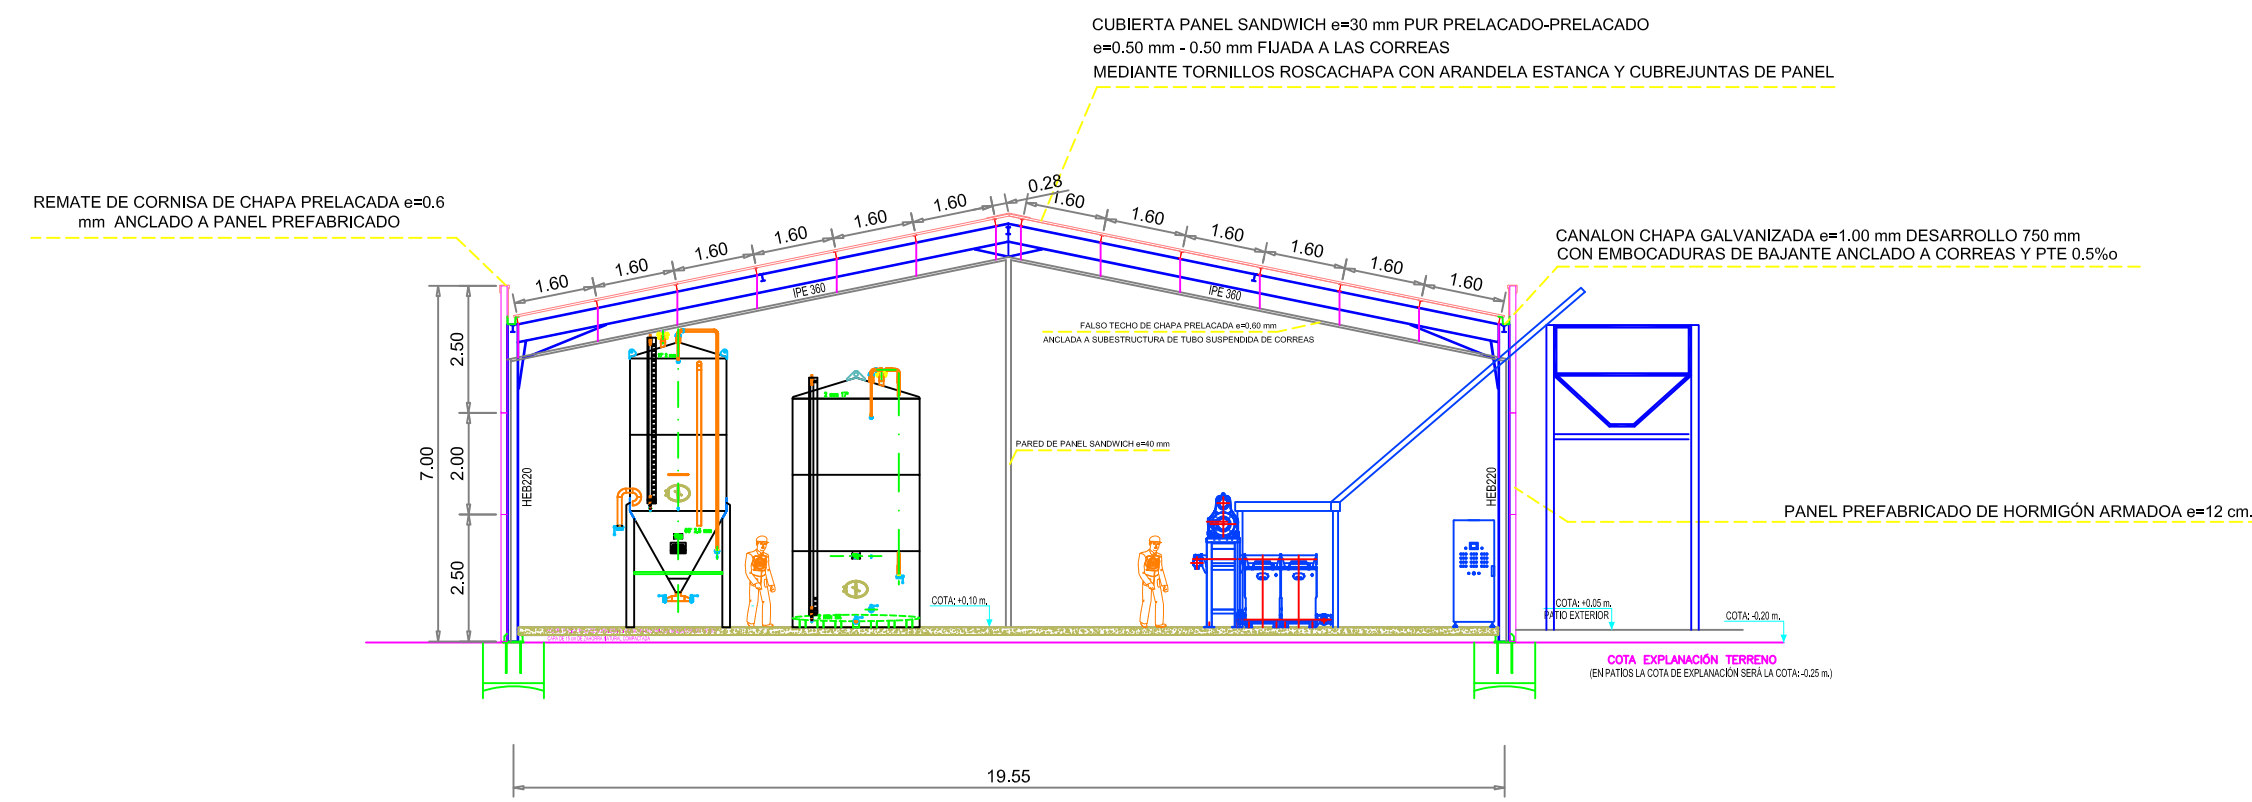 CUBIERTA PANEL SANDWICH e=30 mm PUR PRELACADO-PRELACADO
e=0.50 mm - 0.50 mm FIJADA A LAS CORREAS
MEDIANTE TORNILLOS ROSCACHAPA CON ARANDELA ESTANCA Y CUBREJUNTAS DE PANEL
REMATE DE CORNISA DE CHAPA PRELACADA e=0.6
mm ANCLADO A PANEL PREFABRICADO
0.28
1.60
1.60
1.60
1.60
1.60
1.60
1.60
1.60
1.60
1.60
1.60
1.60
CANALON CHAPA GALVANIZADA e=1.00 mm DESARROLLO 750 mm
CON EMBOCADURAS DE BAJANTE ANCLADO A CORREAS Y PTE 0.5%o
IPE 360
IPE 360
FALSO TECHO DE CHAPA PRELACADA e=0,60 mm
ANCLADA A SUBESTRUCTURA DE TUBO SUSPENDIDA DE CORREAS
2.50
7.00
2.00
2.50
PARED DE PANEL SANDWICH e=40 mm
HEB220
HEB220
PANEL PREFABRICADO DE HORMIGÓN ARMADOA e=12 cm.
COTA: +0,10 m.
COTA: +0.05 m.
PATIO EXTERIOR
COTA: -0.20 m.
COTA EXPLANACIÓN TERRENO
(EN PATIOS LA COTA DE EXPLANACIÓN SERÁ LA COTA: -0.25 m.)
19.55